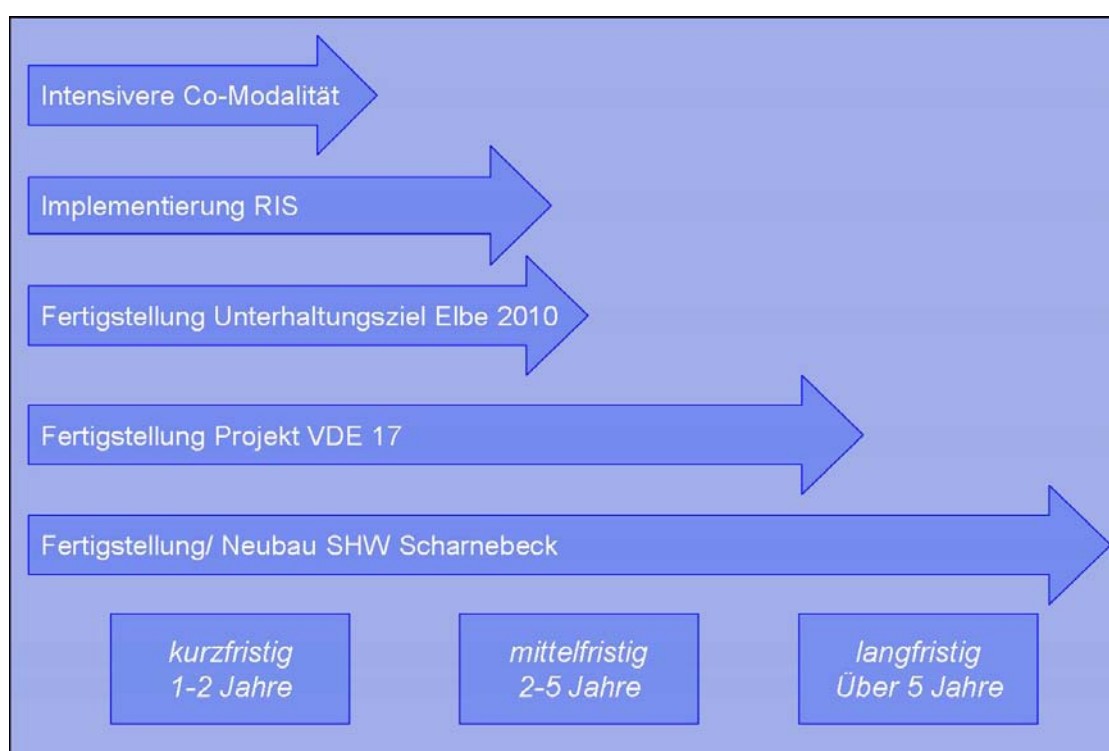 Intensivere Co-Modalität
Implementierung RIS
Fertigstellung Unterhaltungsziel Elbe 2010
Fertigstellung Projekt VDE 17
Fertigstellung/ Neubau SHW Scharnebeck
kurzfristig
1-2 Jahre
mittelfristig
2-5 Jahre
langfristig
Über 5 Jahre